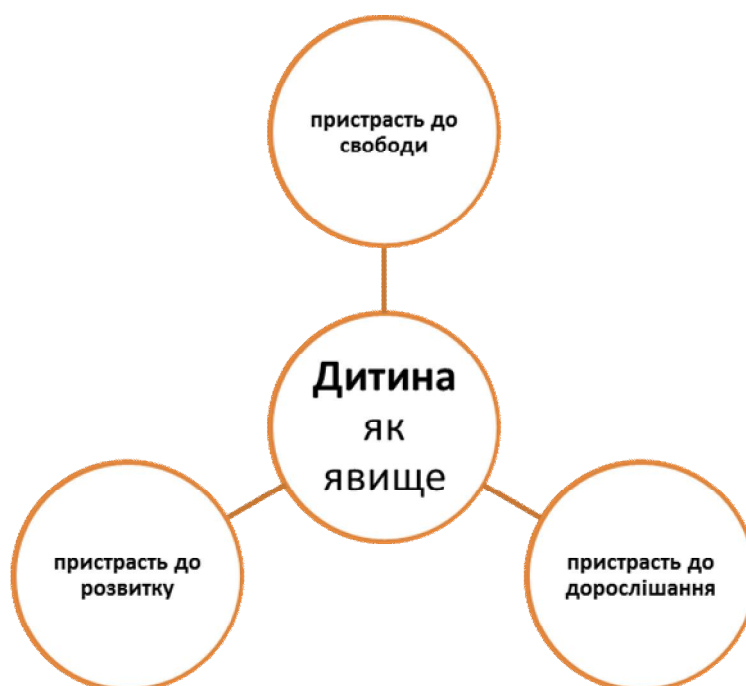 пристрасть до
свободи
Дитина
як
явище
пристрасть до
розвитку
пристрасть до
дорослішання